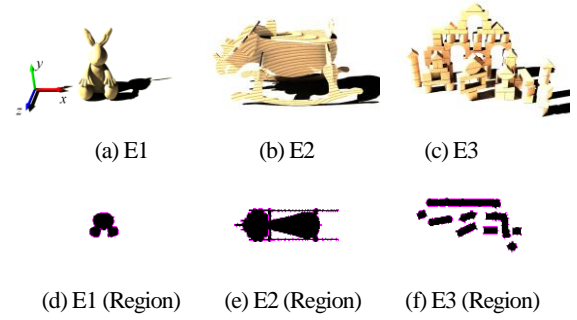 y
x
z
(a) E1
(b) E2
(c) E3
(d) E1 (Region)
(e) E2 (Region)
(f) E3 (Region)